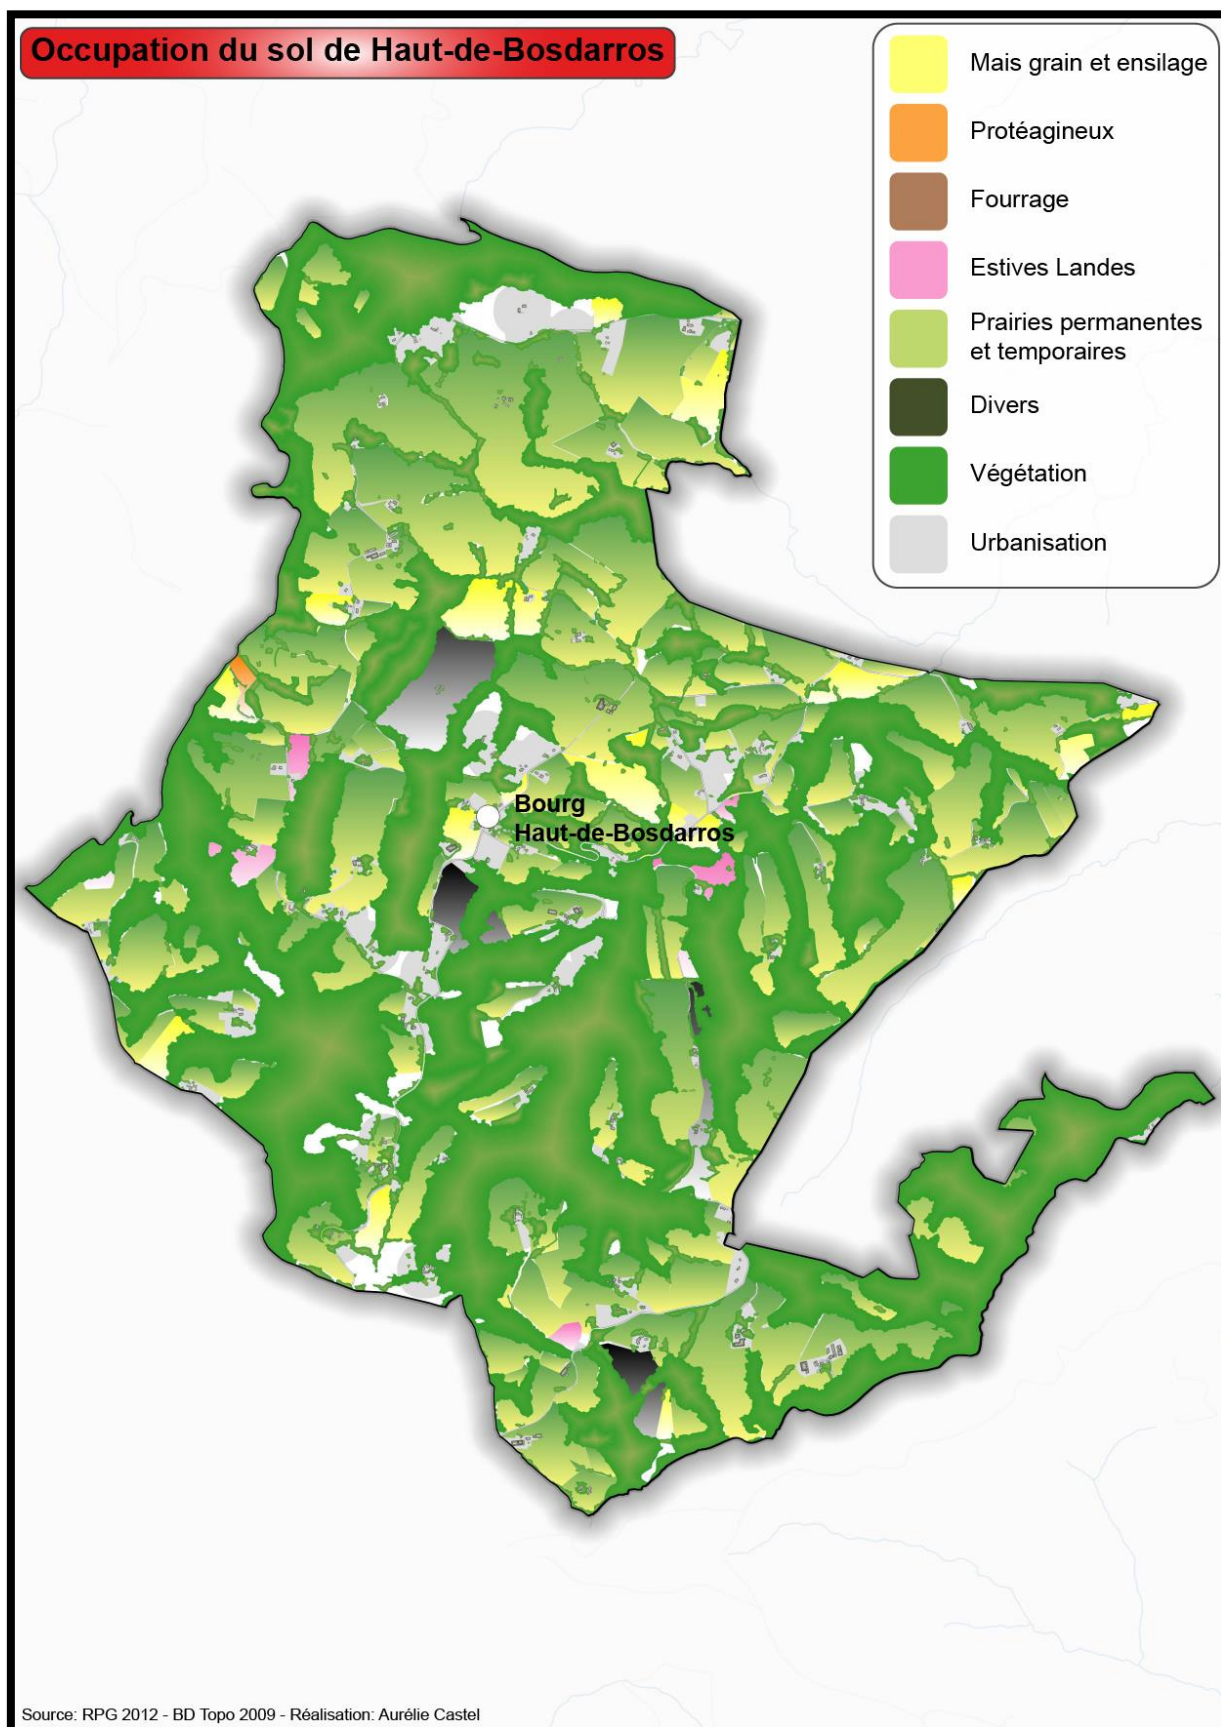 Occupation du sol de Haut-de-Bosdarros
Mais grain et ensilage
Protéagineux
Fourrage
Estives Landes
Prairies permanentes
et temporaires
Divers
Végétation
Urbanisation
Bourg
Haut-de-Bosdarros
Source: RPG 2012 - BD Topo 2009 - Réalisation: Aurélie Castel